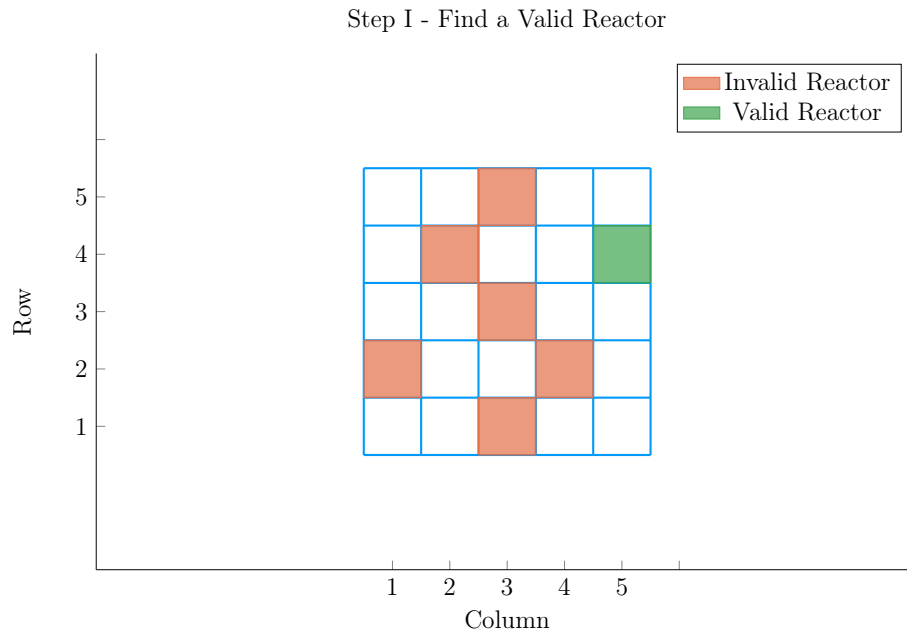 Step I - Find a Valid Reactor
Invalid Reactor
Valid Reactor
Row
5
4
3
2
1
1 2 3 4 5
Column